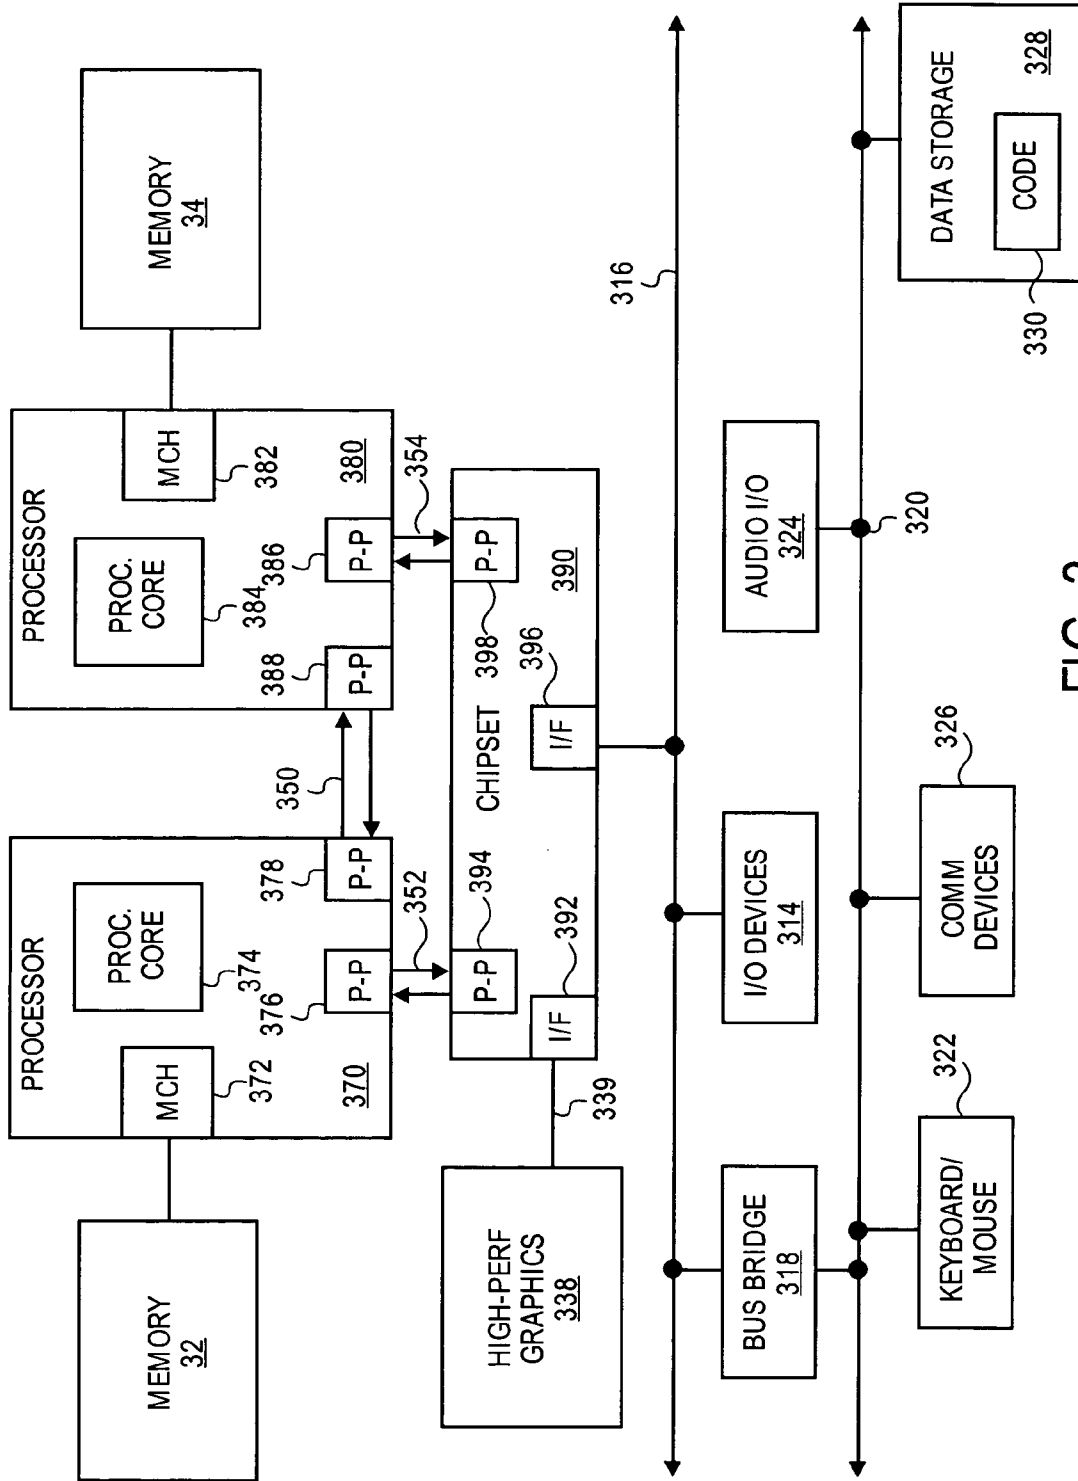 MEMORY
32
PROCESSOR
MCH
372
PROC.
CORE
374
376
P-P
378
P-P
370
350
352
PROCESSOR
PROC.
CORE
384
MCH
382
388
P-P
386
P-P
380
354
MEMORY
34
HIGH-PERF
GRAPHICS
338
339
P-P
394
I/F
392
CHIPSET
P-P
398
390
I/F
396
316
BUS BRIDGE
318
I/O DEVICES
314
AUDIO I/O
324
320
KEYBOARD/
MOUSE
322
COMM
DEVICES
326
DATA STORAGE
328
CODE
330